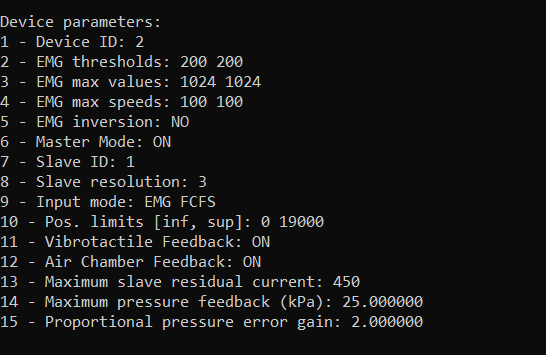 Device parameters:
1 - Device ID: 2
2 - EMG thresholds: 200 200
3 - EMG max values: 1024 1024
4 - EMG max speeds: 100 100
5 - EMG inversion: NO
6 - Master Mode: ON
7 - Slave ID: 1
8 - Slave resolution: 3
9 - Input mode: EMG FCFS
10 - Pos. limits [inf, sup]: 0 19000
11 - Vibrotactile Feedback: ON
12 - Air Chamber Feedback: ON
13 - Maximum slave residual current: 450
14 - Maximum pressure feedback (kPa): 25.000000
15 - Proportional pressure error gain: 2.000000